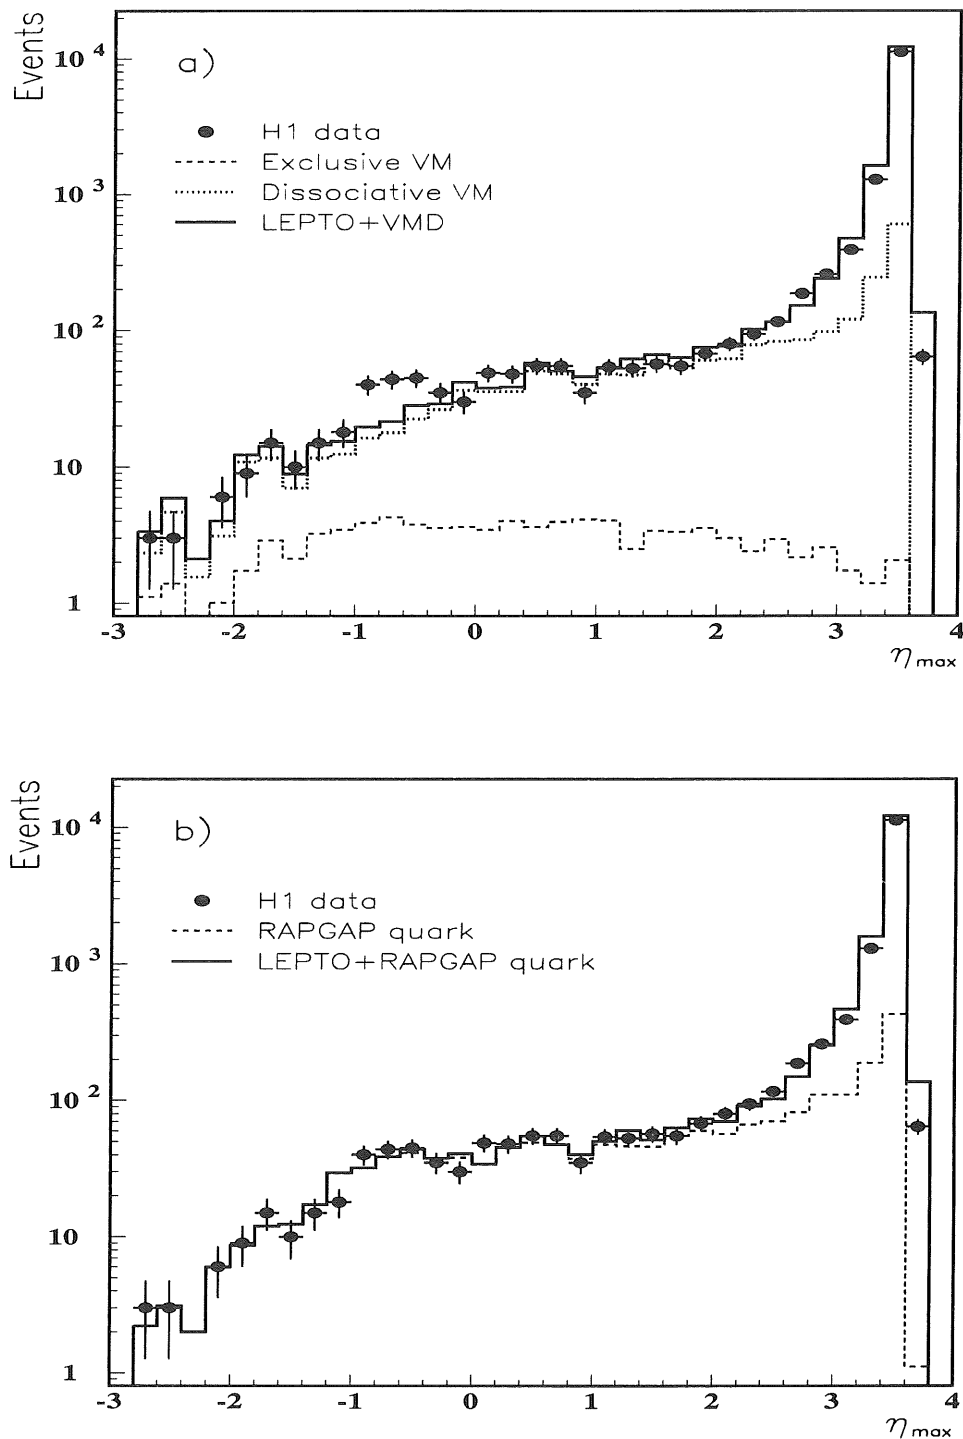 Events
a)
H1 data
Exclusive VM
Dissociative VM
LEPTO+VMD
10 4
10 3
10 2
10
1
-3 -2 -1 0 1 2 3 4
η max
Events
b)
H1 data
RAPGAP quark
LEPTO+RAPGAP quark
10 4
10 3
10 2
10
1
-3 -2 -1 0 1 2 3 4
η max